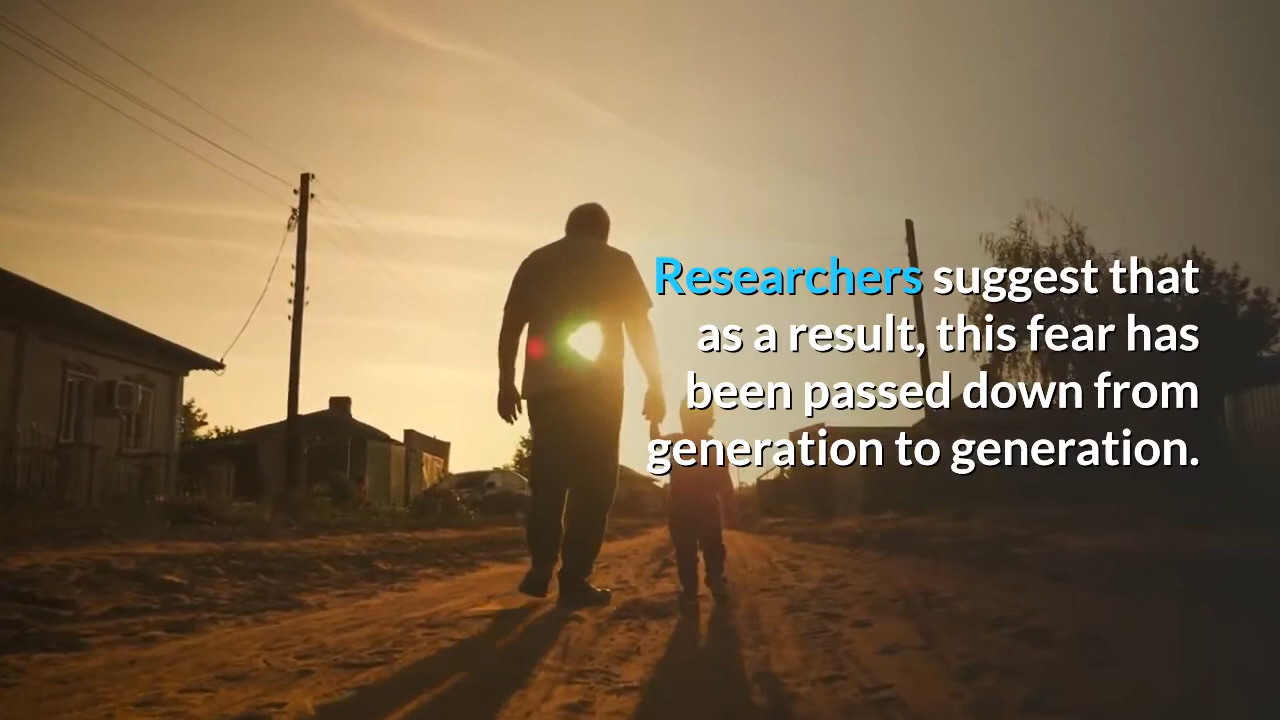 Researchers suggest that
as a result, this fear has
been passed down from
generation to generation.